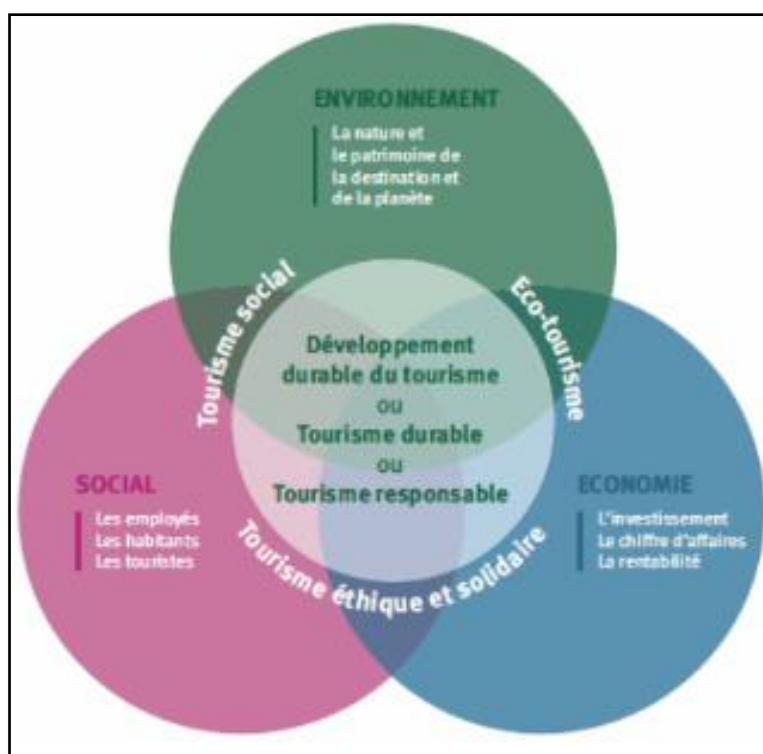 ENVIRONNEMENT
La nature et
le patrimoine de
la destination et
de la planète
Tourisme social
Eco-tourisme
Développement
durable du tourisme
ou
Tourisme durable
ou
Tourisme responsable
SOCIAL
Les employés
Les habitants
Les touristes
ECONOMIE
L'investissement
Le chiffre d'affaires
La rentabilité
Tourisme éthique et solidaire